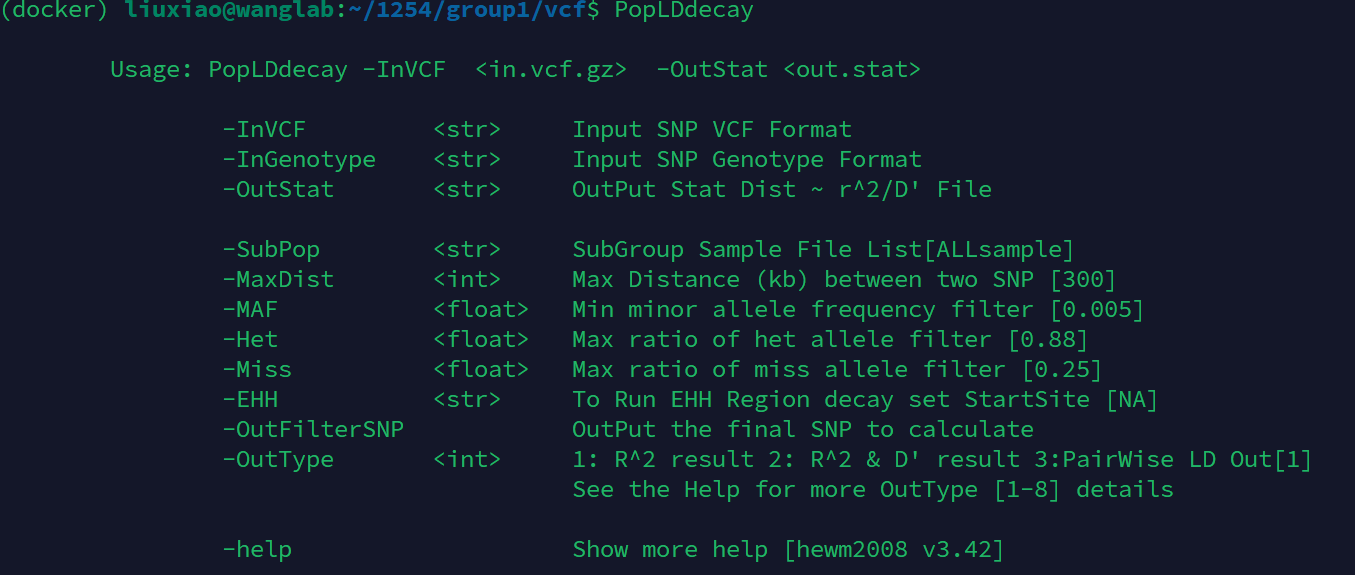 (docker) liuxiao@wanglab:~/1254/group1/vcf$ PopLDdecay
Usage: PopLDdecay -InVCF  <in.vcf.gz>  -OutStat <out.stat>
-InVCF         <str>     Input SNP VCF Format
-InGenotype    <str>     Input SNP Genotype Format
-OutStat       <str>     OutPut Stat Dist ~ r^2/D' File
-SubPop        <str>     SubGroup Sample File List[ALLsample]
-MaxDist       <int>     Max Distance (kb) between two SNP [300]
-MAF           <float>   Min minor allele frequency filter [0.005]
-Het           <float>   Max ratio of het allele filter [0.88]
-Miss          <float>   Max ratio of miss allele filter [0.25]
-EHH           <str>     To Run EHH Region decay set StartSite [NA]
-OutFilterSNP            OutPut the final SNP to calculate
-OutType       <int>     1: R^2 result 2: R^2 & D' result 3:PairWise LD Out[1]
See the Help for more OutType [1-8] details
-help                    Show more help [hewm2008 v3.42]